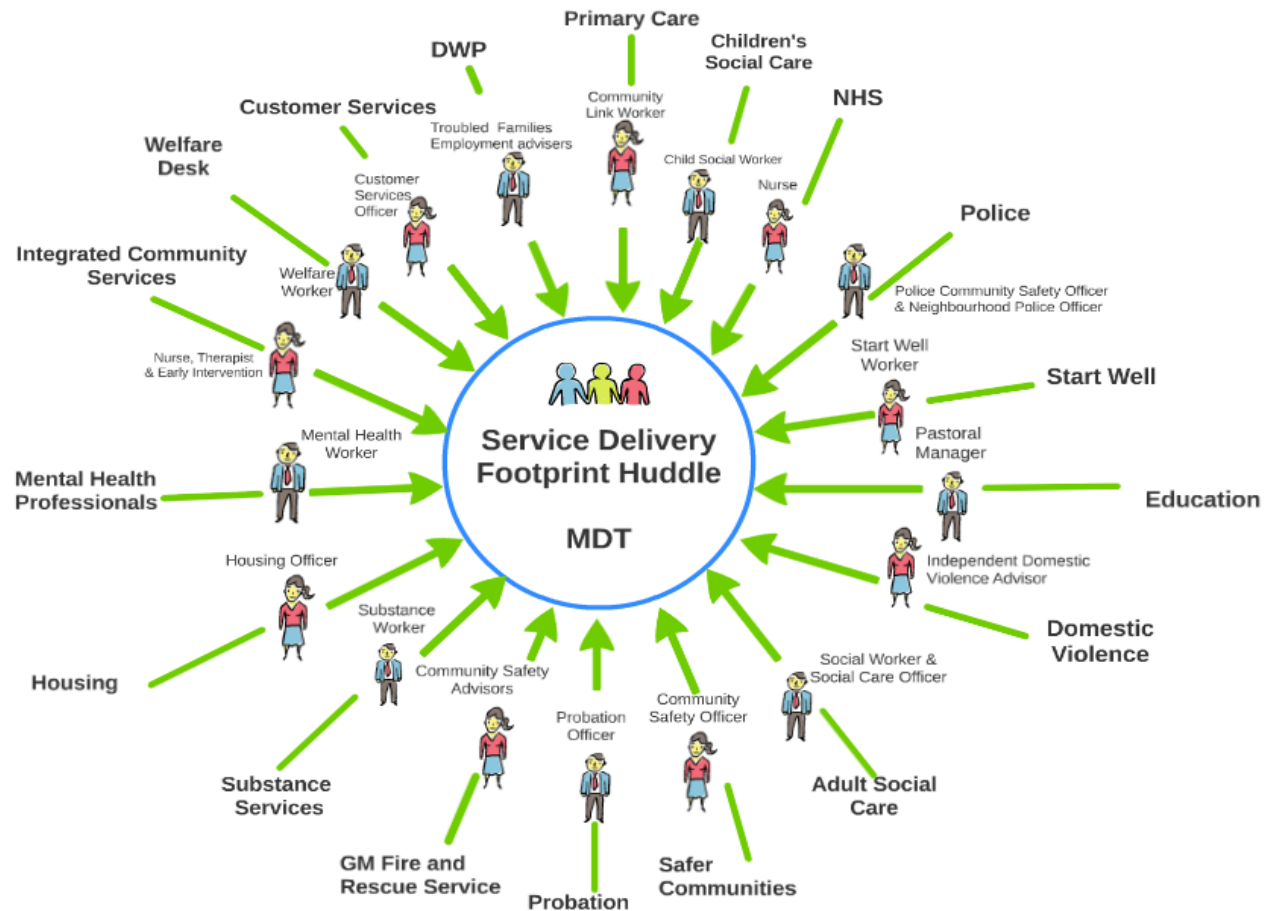 Primary Care
Community
Link Worker
Children's
Social Care
Child Social Worker
NHS
Nurse
Police
Police Community Safety Officer
& Neighbourhood Police Officer
Start Well
Worker
Start Well
Pastoral
Manager
Education
Independent Domestic
Violence Advisor
Domestic
Violence
Social Worker &
Social Care Officer
Adult Social
Care
Community
Safety Officer
Safer
Communities
Probation
Officer
Probation
Community Safety
Advisors
GM Fire and
Rescue Service
Substance
Worker
Substance
Services
Housing Officer
Housing
Mental Health
Worker
Mental Health
Professionals
Nurse, Therapist
& Early Intervention
Integrated Community
Services
Welfare
Worker
Welfare
Desk
Customer
Services
Officer
Customer Services
DWP
Troubled Families
Employment advisers
Service Delivery
Footprint Huddle
MDT